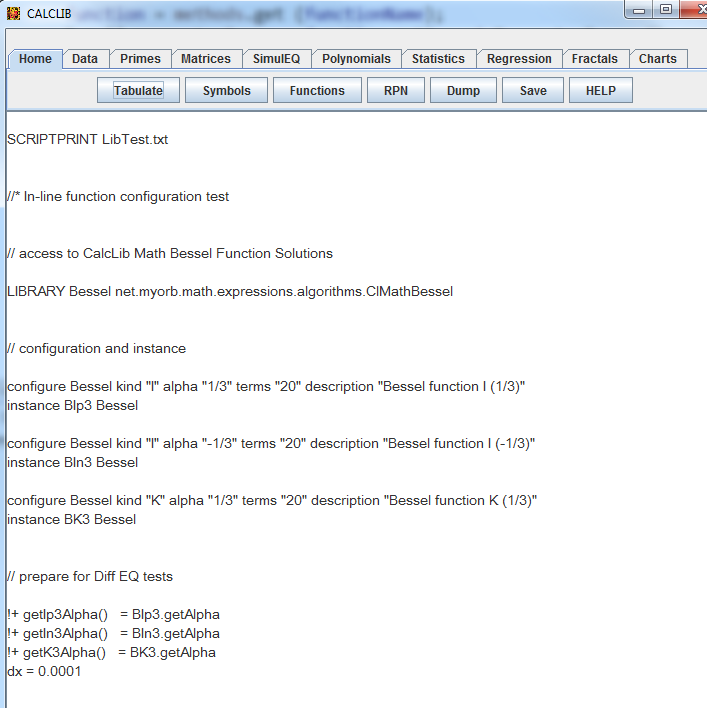 CALCLIB
function = methods.get (functionName);
Home Data Primes Matrices SimulEQ Polynomials Statistics Regression Fractals Charts
Tabulate Symbols Functions RPN Dump Save HELP
SCRIPTPRINT LibTest.txt
//* In-line function configuration test
// access to CalcLib Math Bessel Function Solutions
LIBRARY Bessel net.myorb.math.expressions.algorithms.ClMathBessel
// configuration and instance
configure Bessel kind "I" alpha "1/3" terms "20" description "Bessel function I (1/3)"
instance BIp3 Bessel
configure Bessel kind "I" alpha "-1/3" terms "20" description "Bessel function I (-1/3)"
instance BIn3 Bessel
configure Bessel kind "K" alpha "1/3" terms "20" description "Bessel function K (1/3)"
instance BK3 Bessel
// prepare for Diff EQ tests
!+ getIp3Alpha() = BIp3.getAlpha
!+ getIn3Alpha() = BIn3.getAlpha
!+ getK3Alpha() = BK3.getAlpha
dx = 0.0001